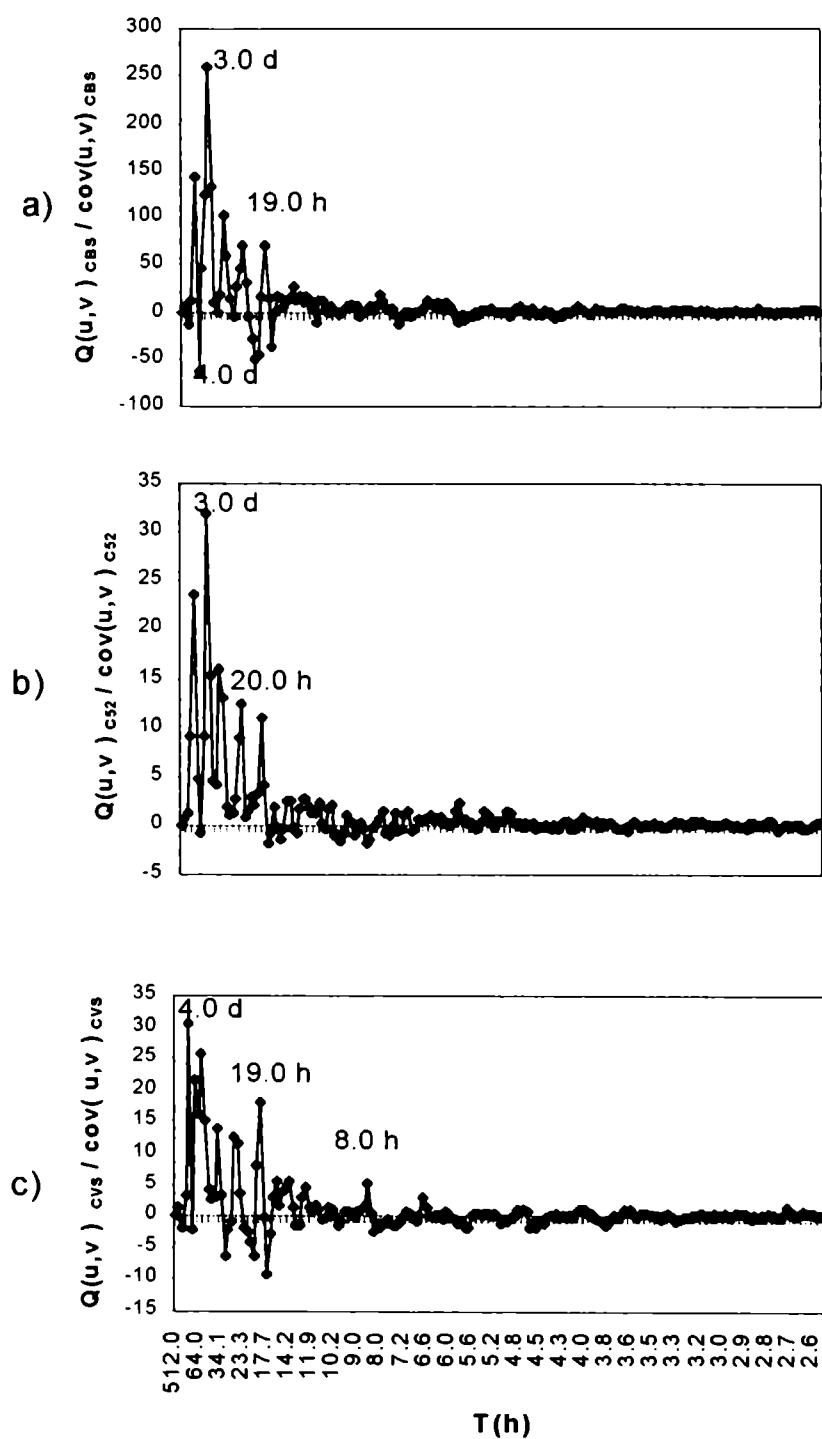 a)
Q(u,v) CBS / cov(u,v) CBS
300
250
200
150
100
50
0
-50
-100
3.0 d
19.0 h
4.0 d
b)
Q(u,v) C52 / cov(u,v) C52
35
30
25
20
15
10
5
0
-5
3.0 d
20.0 h
c)
Q(u,v) CVS / cov( u,v) CVS
35
30
25
20
15
10
5
0
-5
-10
-15
4.0 d
19.0 h
8.0 h
512.0 64.0 34.1 23.3 17.7 14.2 11.9 10.2 9.0 8.0 7.2 6.6 6.0 5.6 5.2 4.8 4.5 4.3 4.0 3.8 3.6 3.5 3.3 3.2 3.0 2.9 2.8 2.7 2.6
T(h)